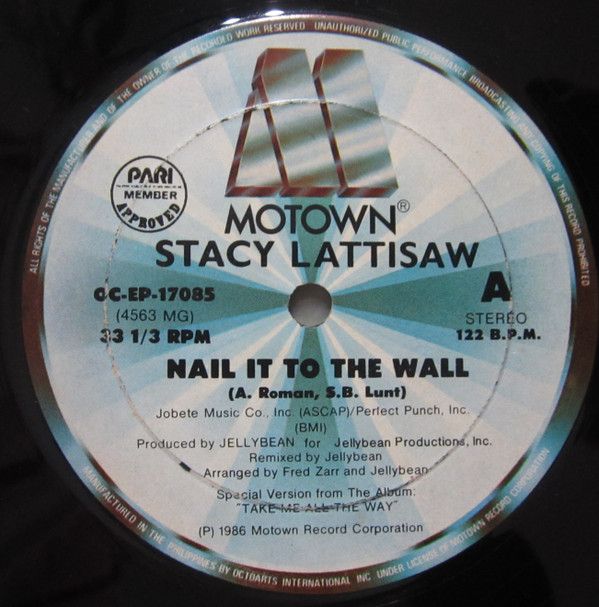 ALL RIGHTS OF THE MANUFACTURER AND OF THE OWNER OF THE RECORDED WORK RESERVED UNAUTHORIZED PUBLIC PERFORMANCE BROADCASTING AND COPYING OF THIS RECORD PROHIBITED
M
PARI
MEMBER
APPROVED
MOTOWN®
STACY LATTISAW
OC-EP-17085
(4563 MG)
33 1/3 RPM
A
STEREO
122 B.P.M.
NAIL IT TO THE WALL
(A. Roman, S.B. Lunt)
Jobete Music Co., Inc. (ASCAP)/Perfect Punch, Inc.
(BMI)
Produced by JELLYBEAN for Jellybean Productions, Inc.
Remixed by Jellybean
Arranged by Fred Zarr and Jellybean
Special Version from The Album:
"TAKE ME ALL THE WAY"
(P) 1986 Motown Record Corporation
MANUFACTURED IN THE PHILIPPINES BY OCTOARTS INTERNATIONAL INC. UNDER LICENSE OF MOTOWN RECORD CORPORATION